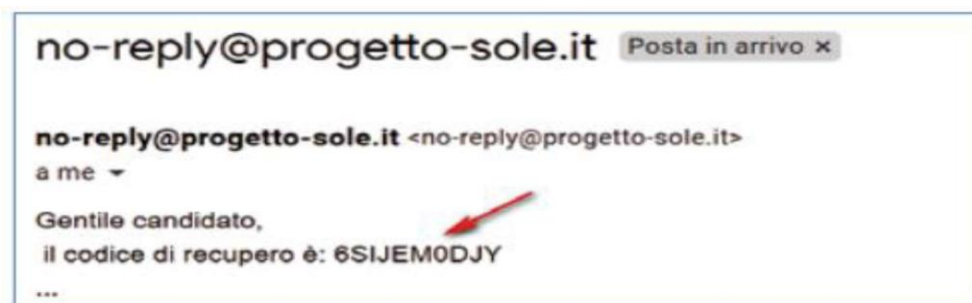 no-reply@progetto-sole.it Posta in arrivo ×
no-reply@progetto-sole.it <no-reply@progetto-sole.it>
a me
Gentile candidato,
il codice di recupero è: 6SIJEM0DJY
...